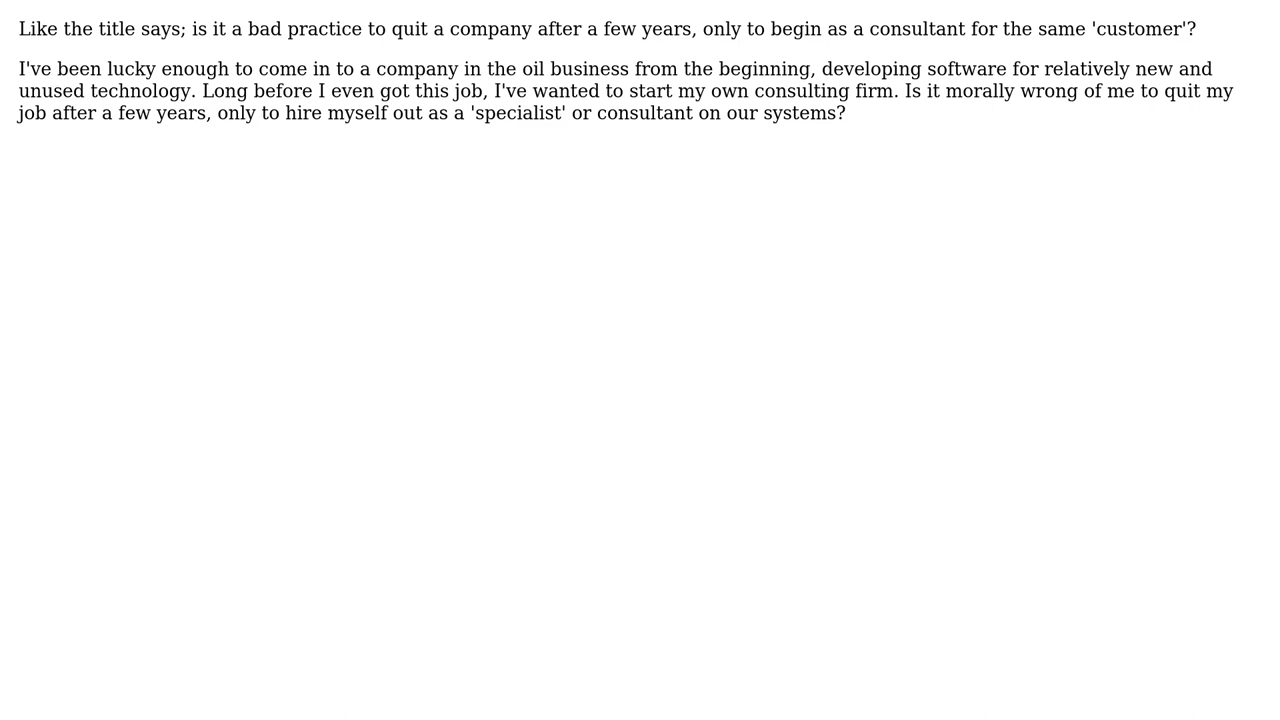 Like the title says; is it a bad practice to quit a company after a few years, only to begin as a consultant for the same 'customer'?
I've been lucky enough to come in to a company in the oil business from the beginning, developing software for relatively new and
unused technology. Long before I even got this job, I've wanted to start my own consulting firm. Is it morally wrong of me to quit my
job after a few years, only to hire myself out as a 'specialist' or consultant on our systems?